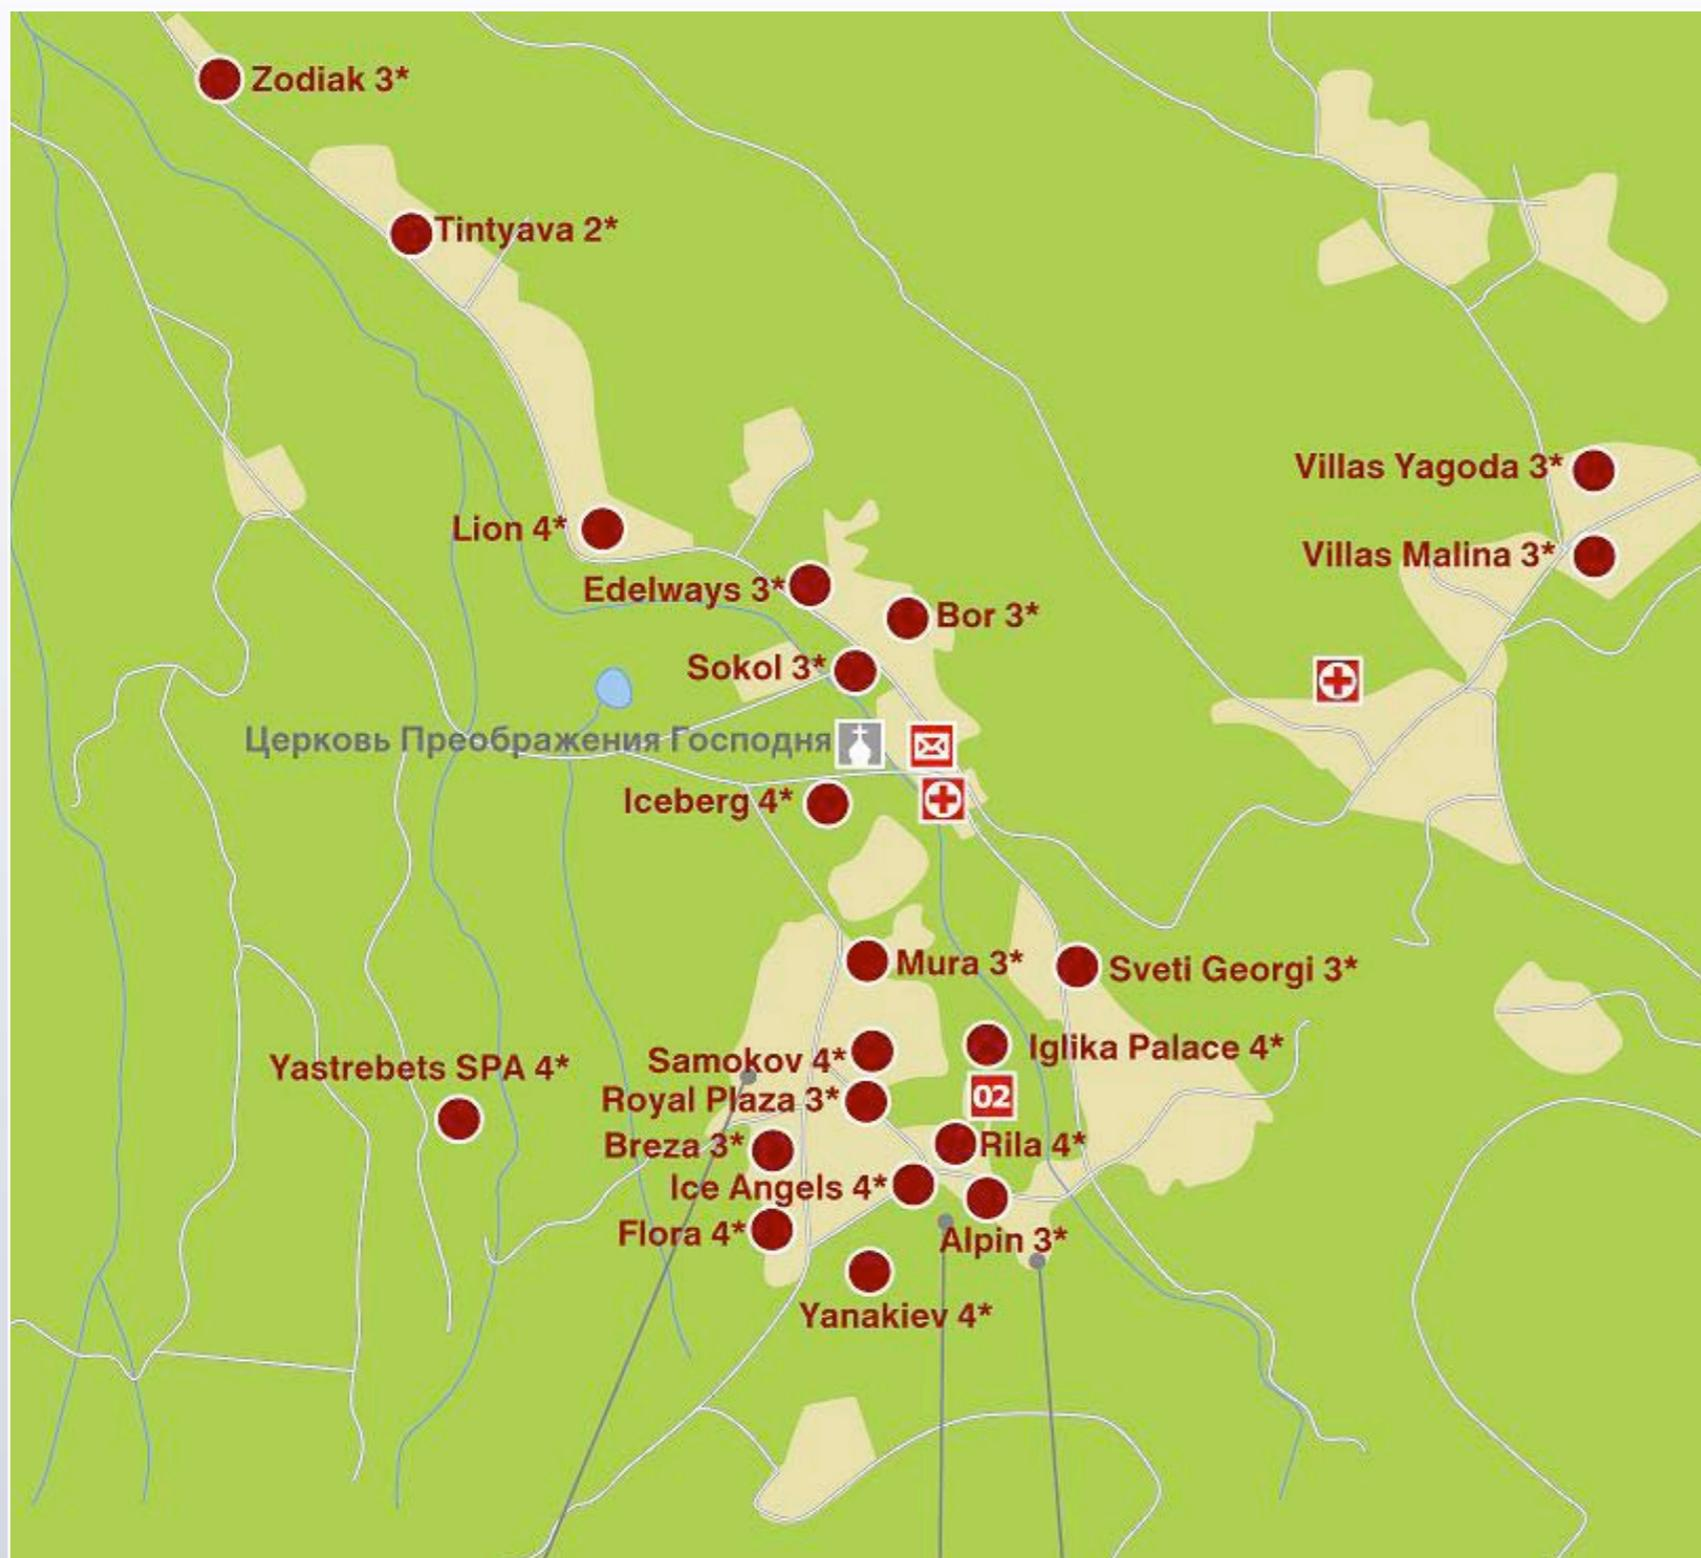 Zodiak 3*
Tintyava 2*
Villas Yagoda 3*
Lion 4*
Villas Malina 3*
Edelways 3*
Bor 3*
Sokol 3*
Церковь Преображения Господня
Iceberg 4*
Mura 3*
Sveti Georgi 3*
Iglika Palace 4*
Samokov 4*
Yastrebets SPA 4*
Royal Plaza 3*
02
Breza 3*
Rila 4*
Ice Angels 4*
Flora 4*
Alpin 3*
Yanakiev 4*